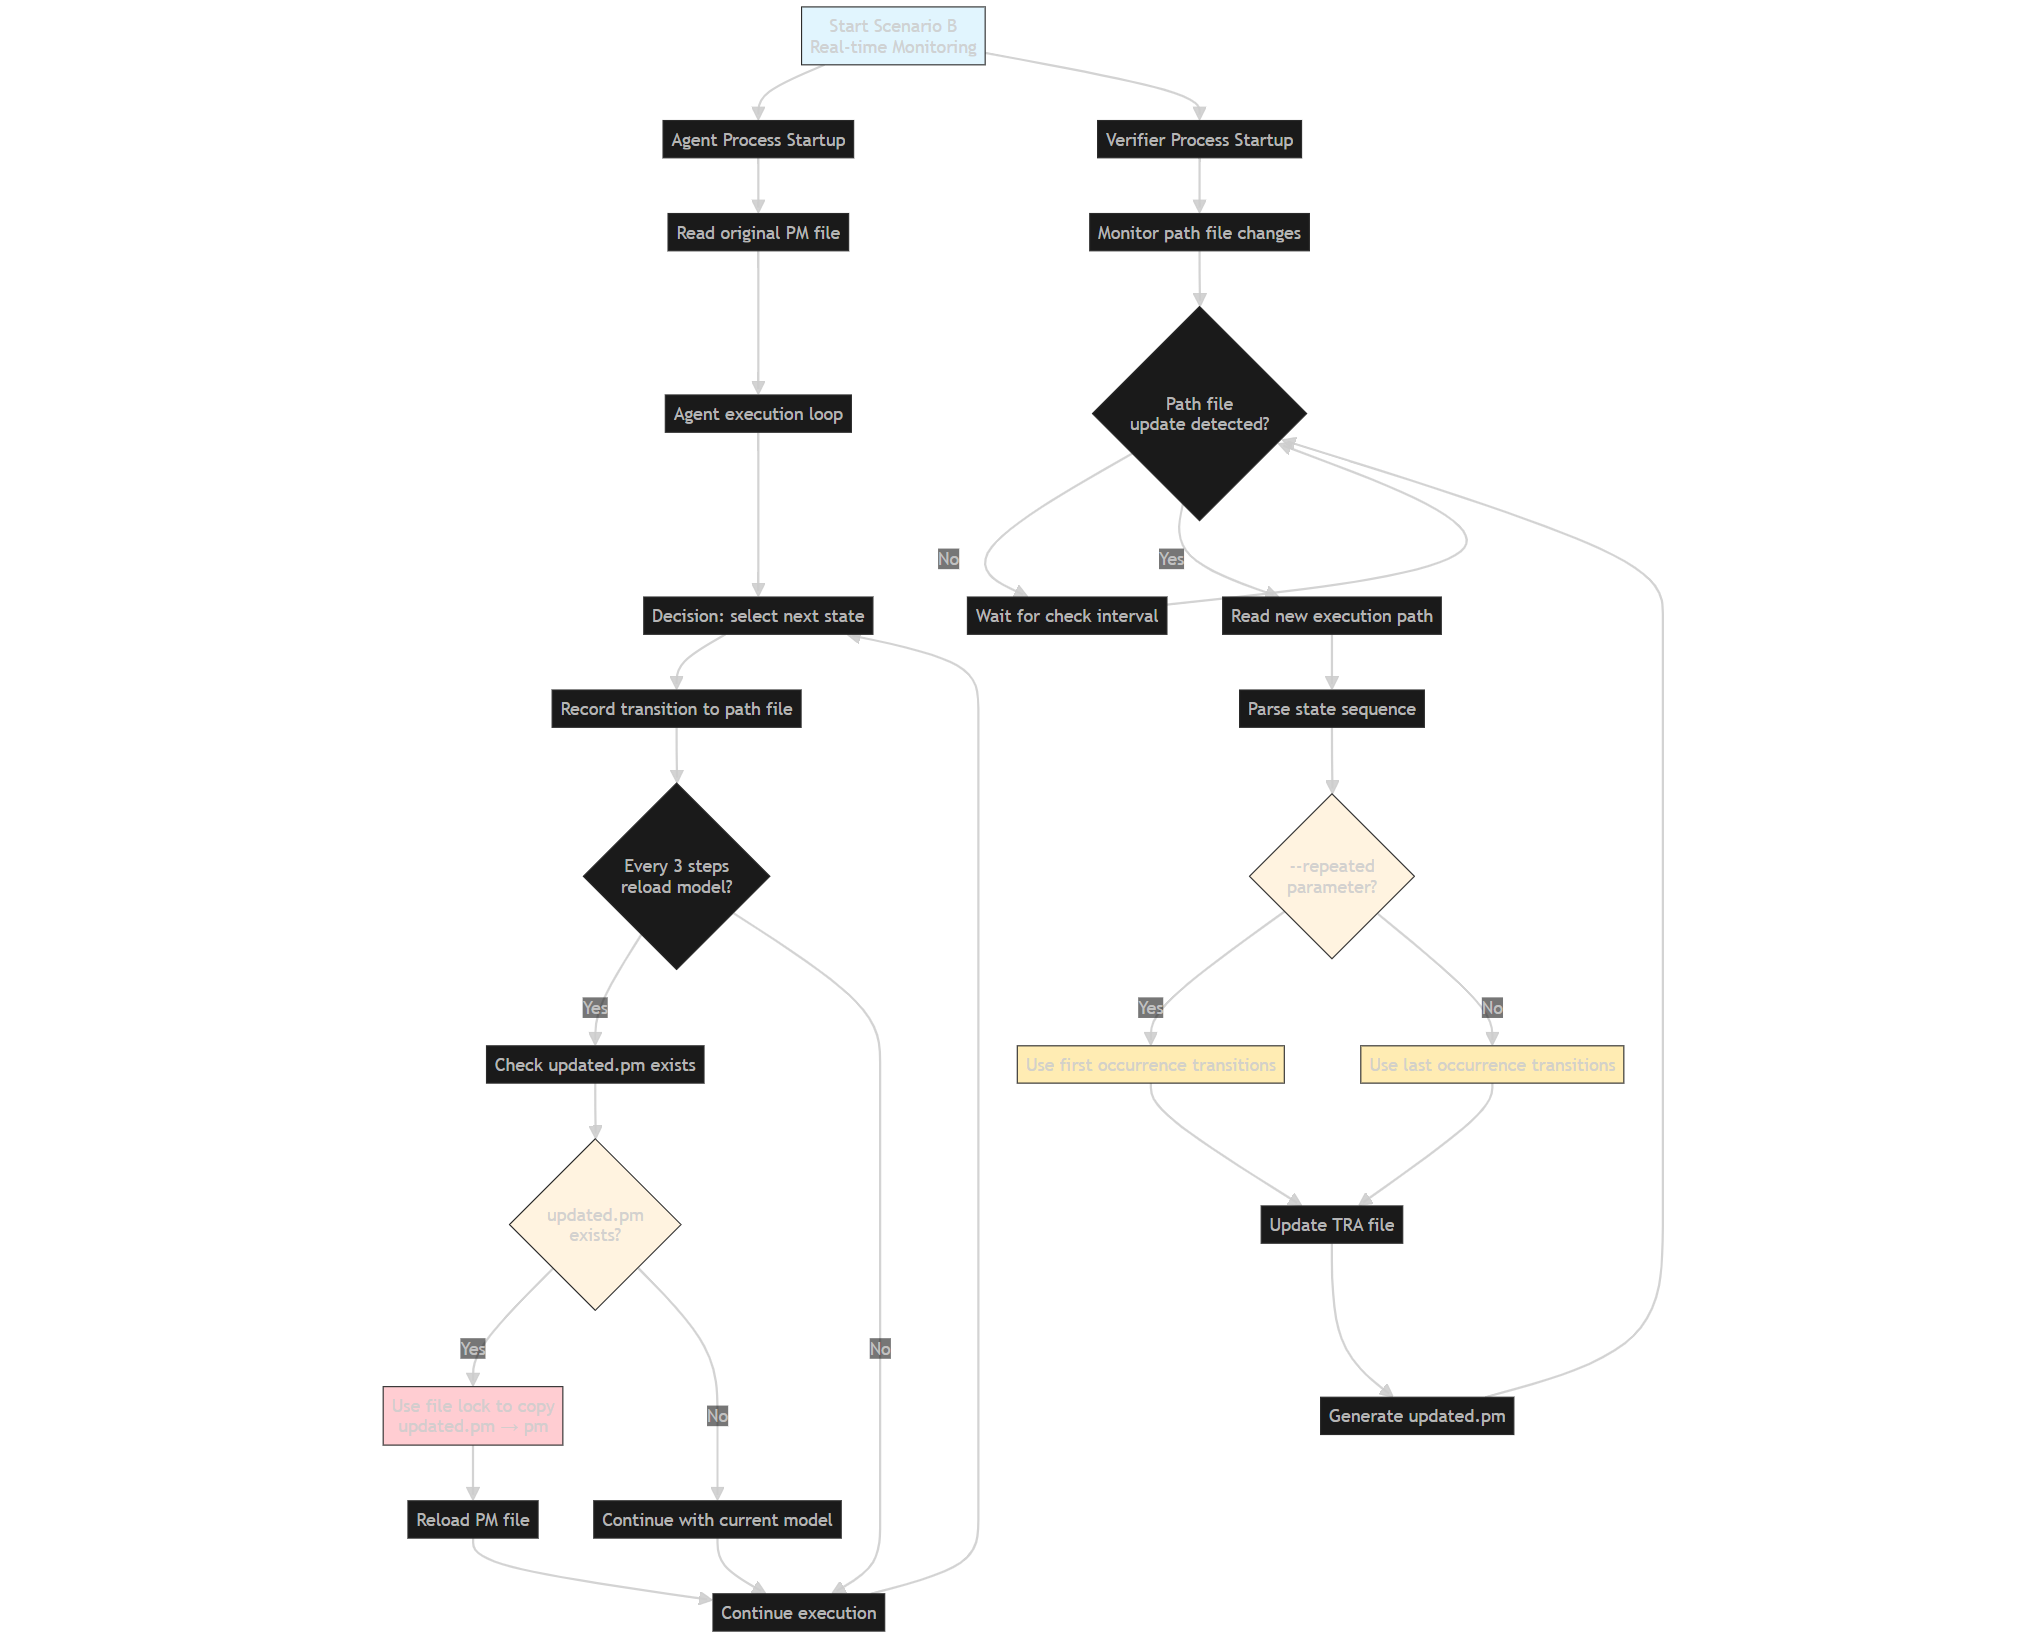 Start Scenario B
Real-time Monitoring
Agent Process Startup
Verifier Process Startup
Read original PM file
Monitor path file changes
Agent execution loop
Path file
update detected?
No
Yes
Decision: select next state
Wait for check interval
Read new execution path
Record transition to path file
Parse state sequence
Every 3 steps
reload model?
--repeated
parameter?
Yes
Yes
No
Check updated.pm exists
Use first occurrence transitions
Use last occurrence transitions
updated.pm
exists?
Update TRA file
Yes
No
Use file lock to copy
updated.pm → pm
No
Generate updated.pm
Reload PM file
Continue with current model
Continue execution